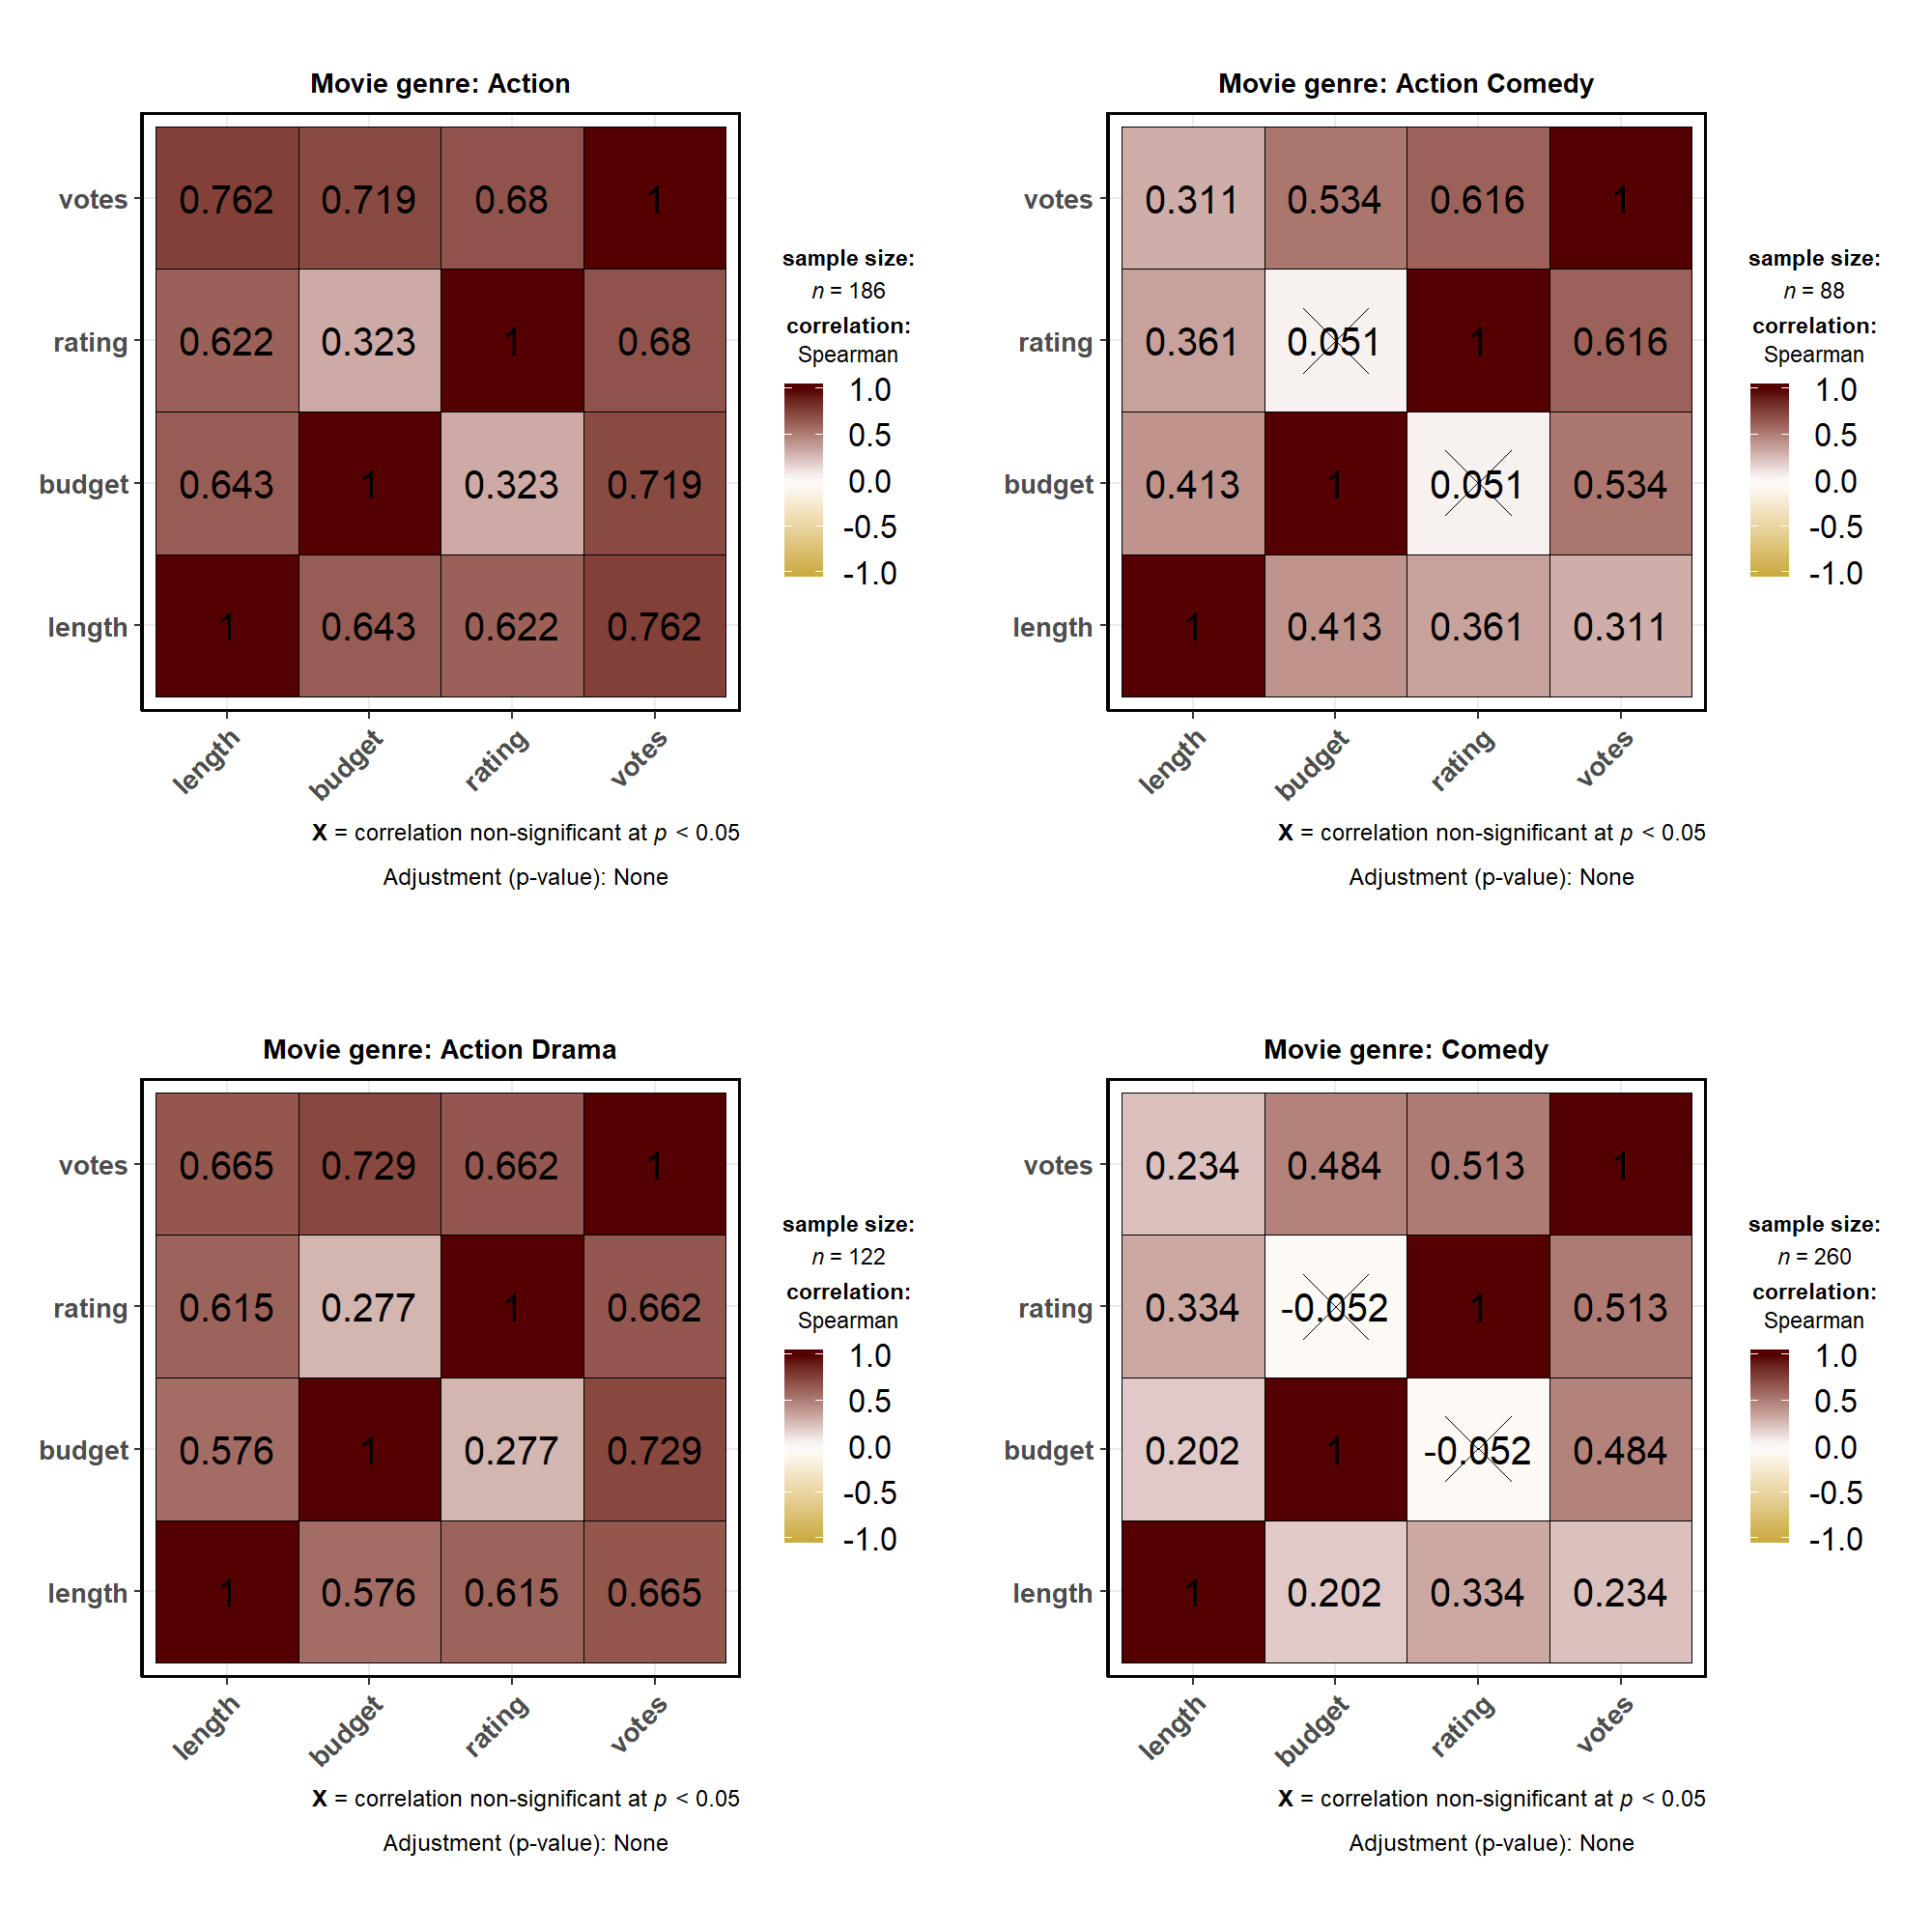 Movie genre: Action
votes 0.762 0.719 0.68 1
rating 0.622 0.323 1 0.68
budget 0.643 1 0.323 0.719
length 1 0.643 0.622 0.762
length budget rating votes
sample size:
n = 186
correlation:
Spearman
1.0
0.5
0.0
-0.5
-1.0
X = correlation non-significant at p < 0.05
Adjustment (p-value): None
Movie genre: Action Comedy
votes 0.311 0.534 0.616 1
rating 0.361 0.051 1 0.616
budget 0.413 1 0.051 0.534
length 1 0.413 0.361 0.311
length budget rating votes
sample size:
n = 88
correlation:
Spearman
1.0
0.5
0.0
-0.5
-1.0
X = correlation non-significant at p < 0.05
Adjustment (p-value): None
Movie genre: Action Drama
votes 0.665 0.729 0.662 1
rating 0.615 0.277 1 0.662
budget 0.576 1 0.277 0.729
length 1 0.576 0.615 0.665
length budget rating votes
sample size:
n = 122
correlation:
Spearman
1.0
0.5
0.0
-0.5
-1.0
X = correlation non-significant at p < 0.05
Adjustment (p-value): None
Movie genre: Comedy
votes 0.234 0.484 0.513 1
rating 0.334 -0.052 1 0.513
budget 0.202 1 -0.052 0.484
length 1 0.202 0.334 0.234
length budget rating votes
sample size:
n = 260
correlation:
Spearman
1.0
0.5
0.0
-0.5
-1.0
X = correlation non-significant at p < 0.05
Adjustment (p-value): None